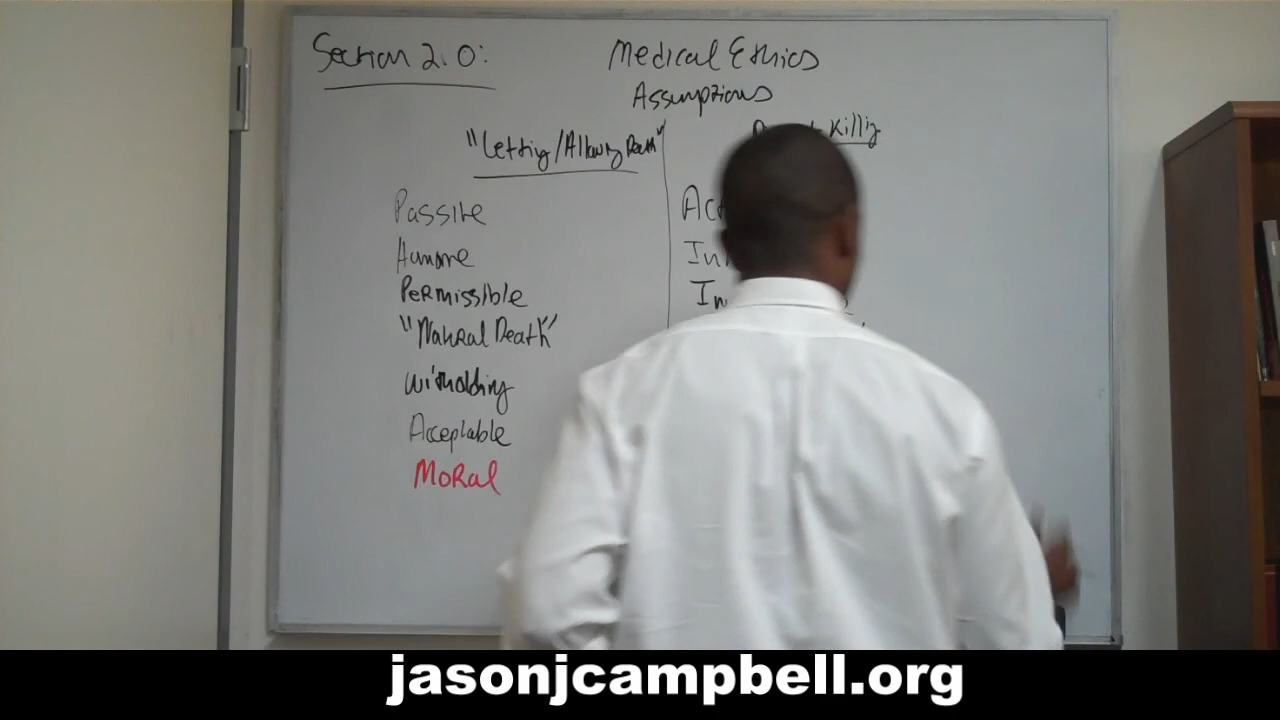 Section 2.0:
Medical Ethics
Assumptions
"Letting/Allowing Death"
Killing
Passive
Humane
Permissible
"Natural Death"
Witholding
Acceptable
Moral
jasonjcampbell.org